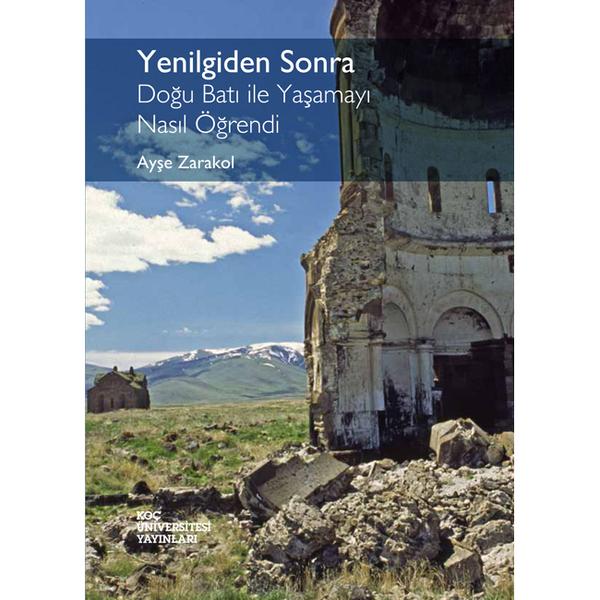 Yenilgiden Sonra
Doğu Batı ile Yaşamayı
Nasıl Öğrendi
Ayşe Zarakol
KOÇ
ÜNİVERSİTESİ
YAYINLARI